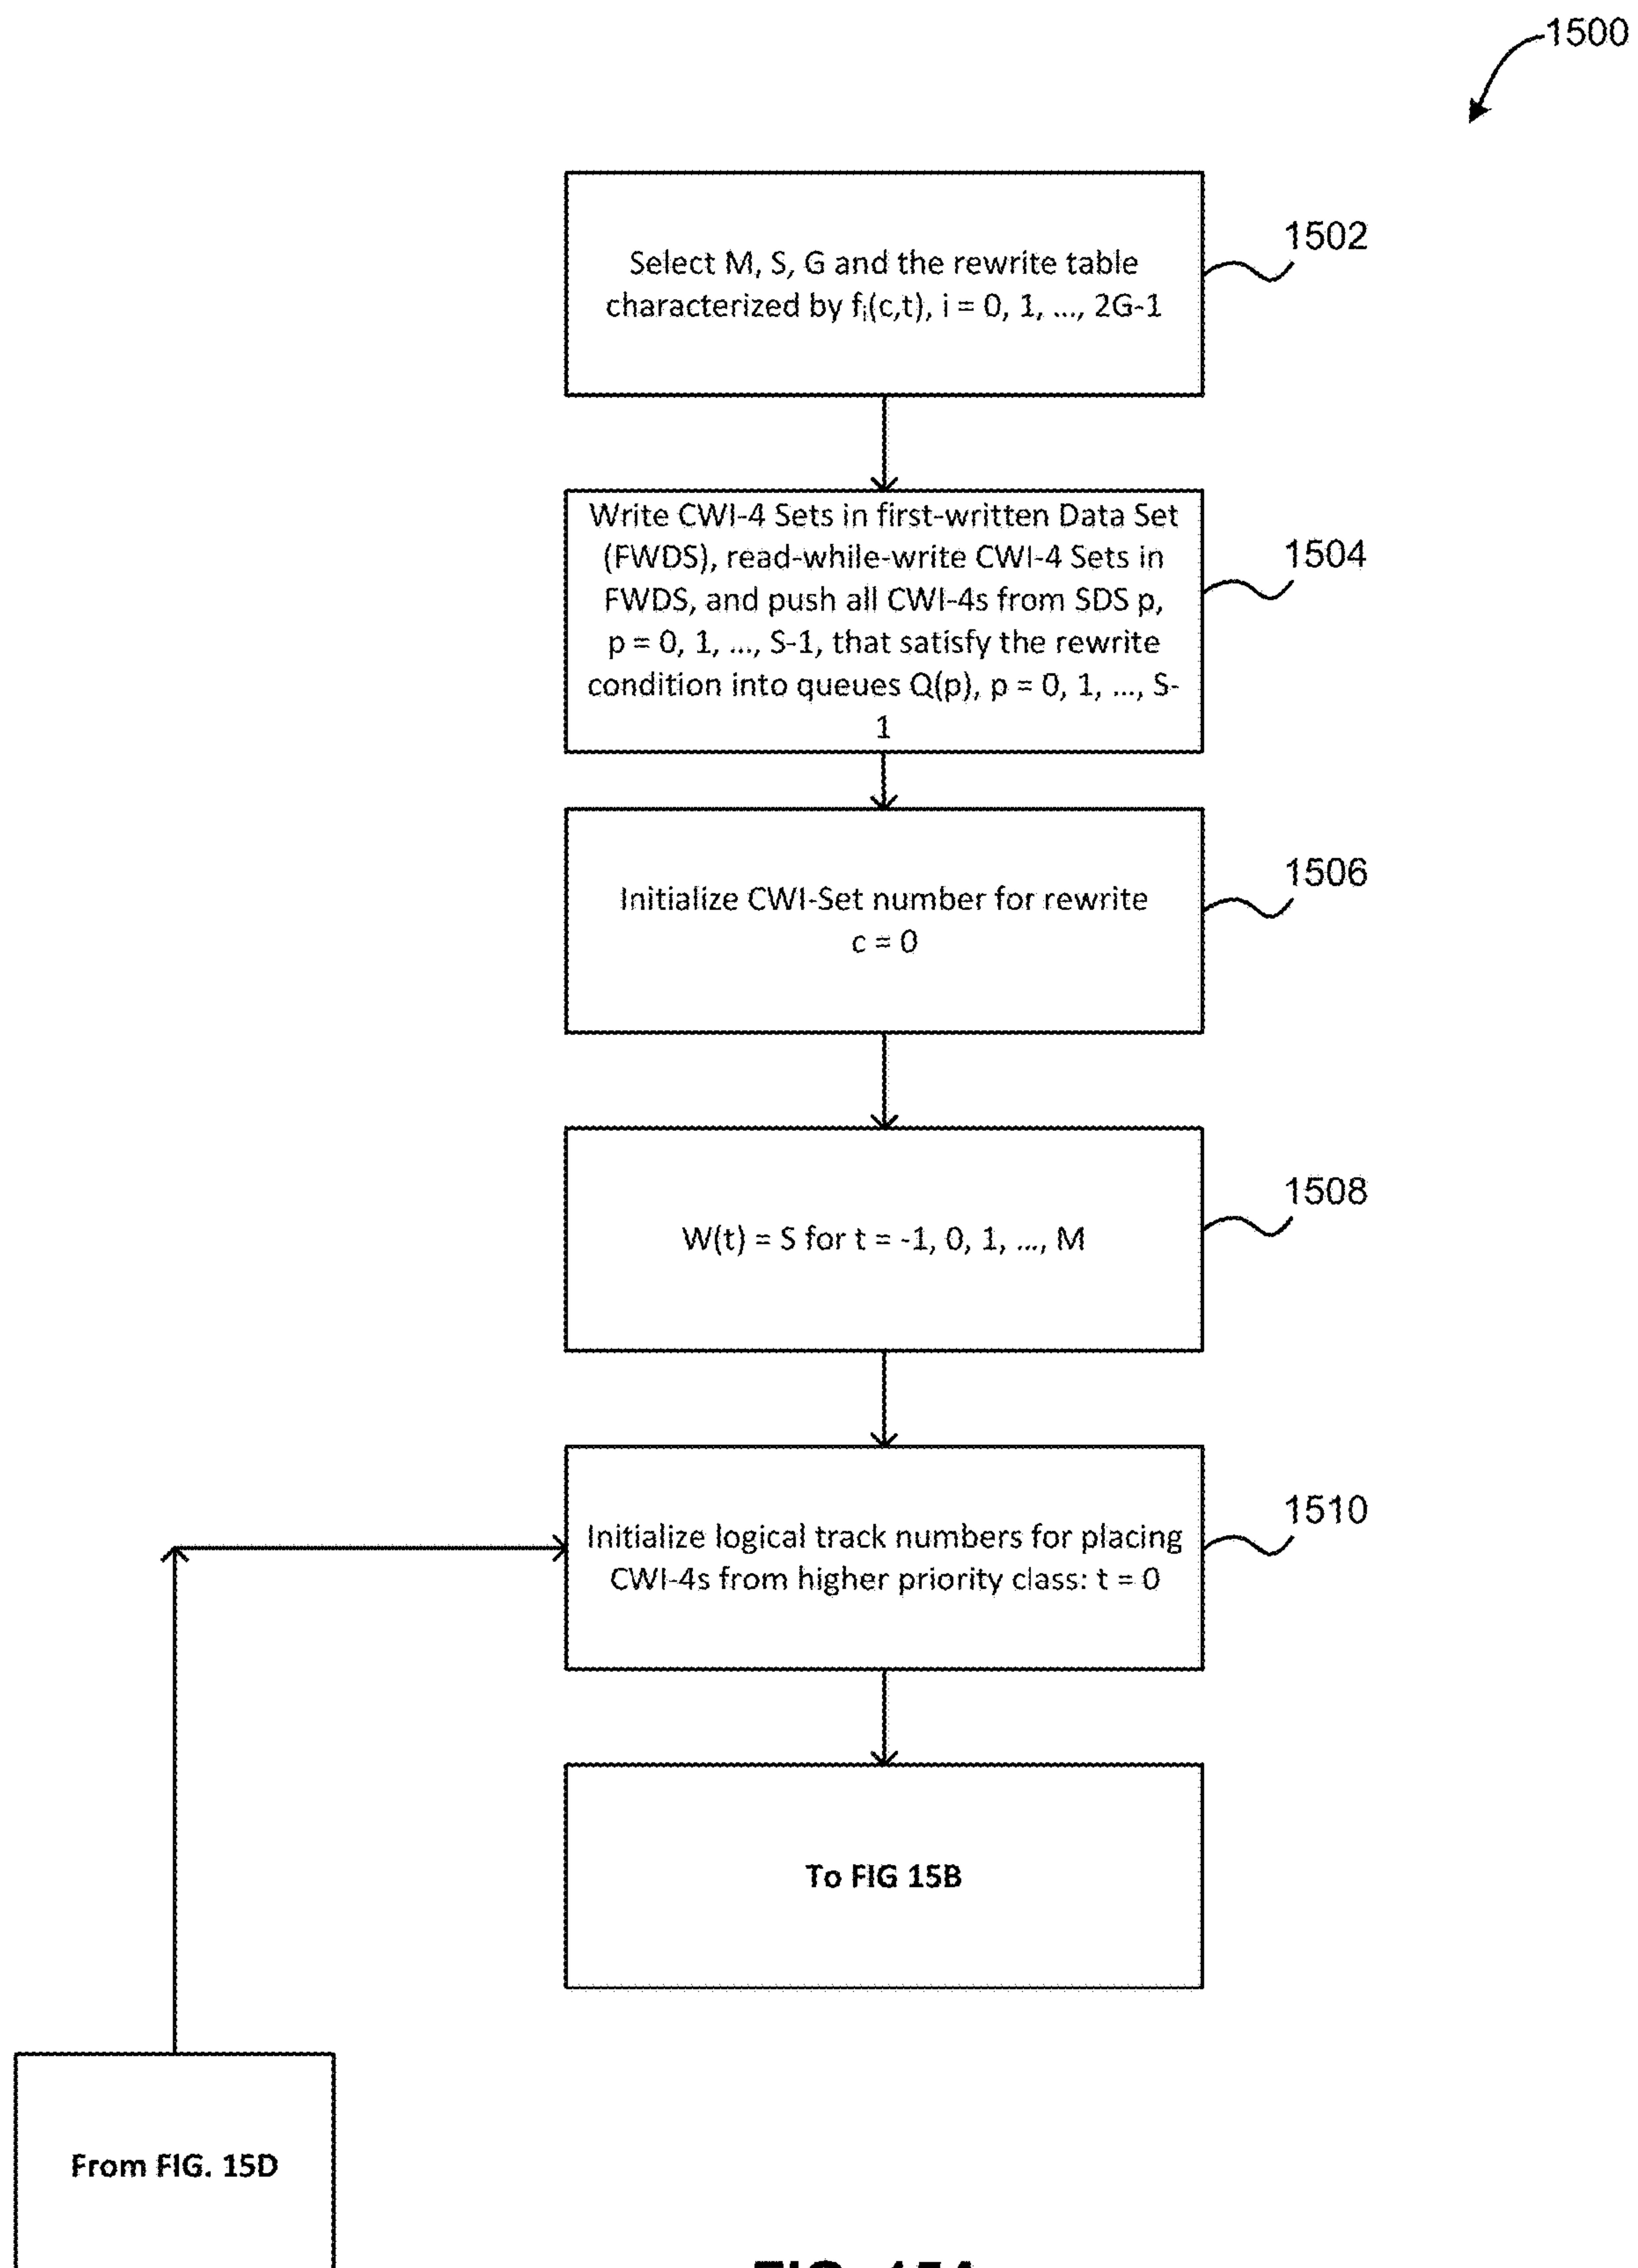 1500
Select M, S, G and the rewrite table
characterized by fi(c,t), i = 0, 1, ..., 2G-1
1502
Write CWI-4 Sets in first-written Data Set
(FWDS), read-while-write CWI-4 Sets in
FWDS, and push all CWI-4s from SDS p,
p = 0, 1, ..., S-1, that satisfy the rewrite
condition into queues Q(p), p = 0, 1, ..., S-
1
1504
Initialize CWI-Set number for rewrite
c = 0
1506
W(t) = S for t = -1, 0, 1, ..., M
1508
Initialize logical track numbers for placing
CWI-4s from higher priority class: t = 0
1510
To FIG 15B
From FIG. 15D
FIG. 15A